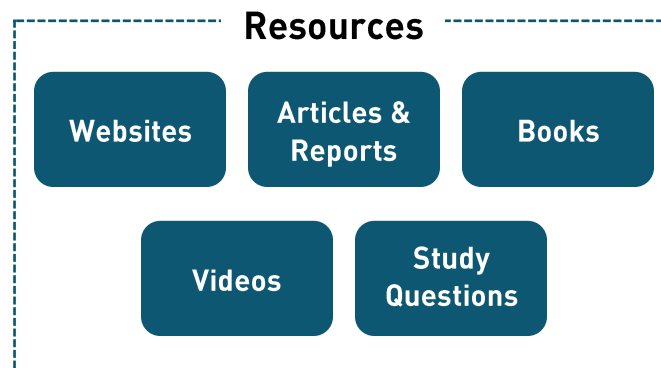 Resources
Websites
Articles &
Reports
Books
Videos
Study
Questions